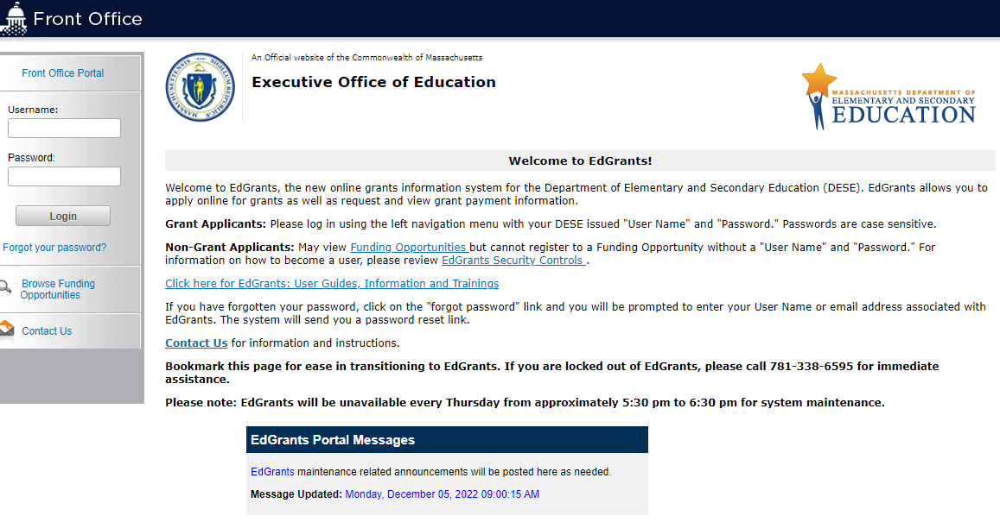 Front Office
Front Office Portal
Username:
Password:
Login
Forgot your password?
Browse Funding
Opportunities
Contact Us
An Official website of the Commonwealth of Massachusetts
Executive Office of Education
MASSACHUSETTS DEPARTMENT OF
ELEMENTARY AND SECONDARY
EDUCATION
Welcome to EdGrants!
Welcome to EdGrants, the new online grants information system for the Department of Elementary and Secondary Education (DESE). EdGrants allows you to
apply online for grants as well as request and view grant payment information.
Grant Applicants: Please log in using the left navigation menu with your DESE issued "User Name" and "Password." Passwords are case sensitive.
Non-Grant Applicants: May view Funding Opportunities but cannot register to a Funding Opportunity without a "User Name" and "Password." For
information on how to become a user, please review EdGrants Security Controls .
Click here for EdGrants: User Guides, Information and Trainings
If you have forgotten your password, click on the "forgot password" link and you will be prompted to enter your User Name or email address associated with
EdGrants. The system will send you a password reset link.
Contact Us for information and instructions.
Bookmark this page for ease in transitioning to EdGrants. If you are locked out of EdGrants, please call 781-338-6595 for immediate
assistance.
Please note: EdGrants will be unavailable every Thursday from approximately 5:30 pm to 6:30 pm for system maintenance.
EdGrants Portal Messages
EdGrants maintenance related announcements will be posted here as needed.
Message Updated: Monday, December 05, 2022 09:00:15 AM